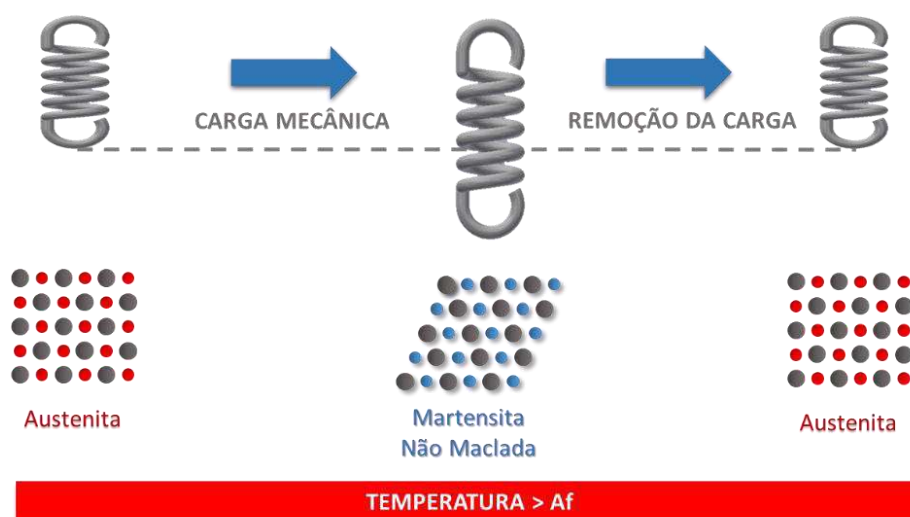 CARGA MECÂNICA
REMOÇÃO DA CARGA
Austenita
Martensita
Não Maclada
Austenita
TEMPERATURA > Af